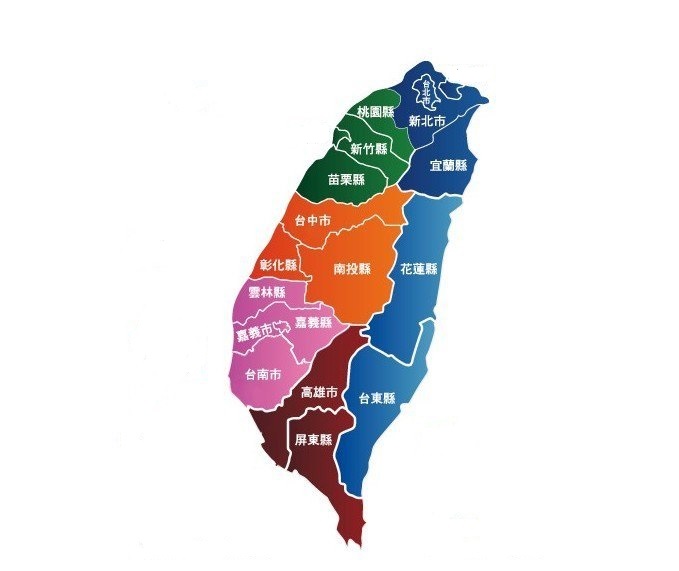 台北市
桃園縣
新北市
新竹縣
宜蘭縣
苗栗縣
台中市
彰化縣
南投縣
花蓮縣
雲林縣
嘉義縣
嘉義市
台南市
高雄市
台東縣
屏東縣